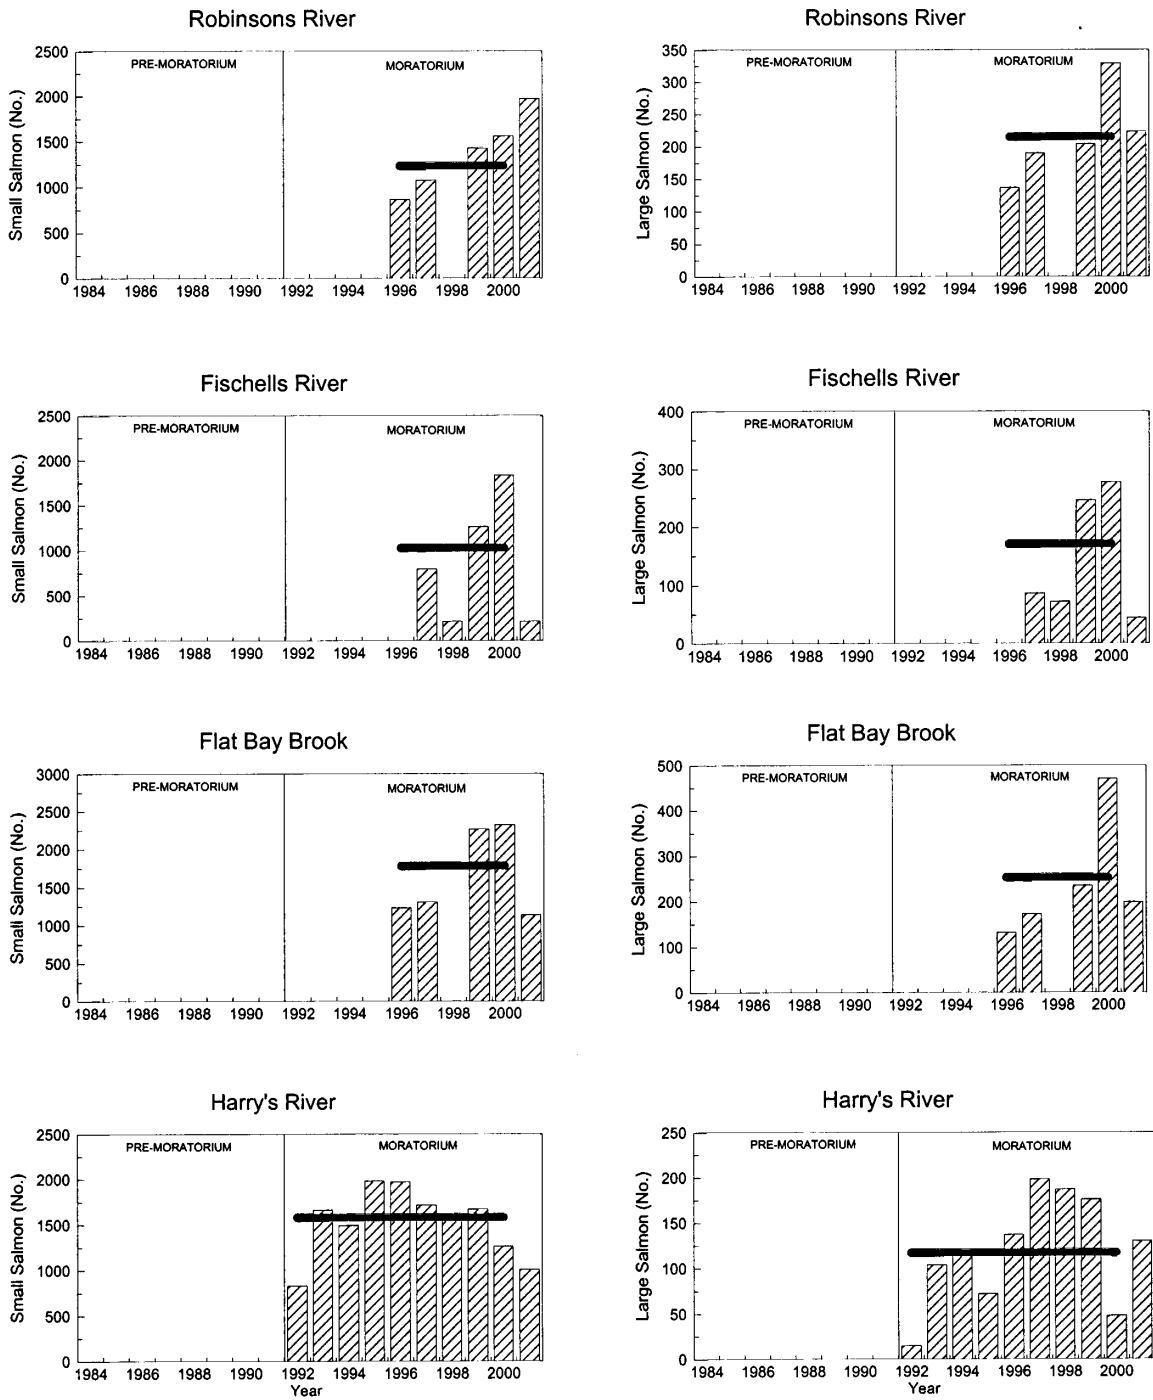 Robinsons River
Small Salmon (No.)
2500
2000
1500
1000
500
0
PRE-MORATORIUM
MORATORIUM
1984 1986 1988 1990 1992 1994 1996 1998 2000
Robinsons River
Large Salmon (No.)
350
300
250
200
150
100
50
0
PRE-MORATORIUM
MORATORIUM
1984 1986 1988 1990 1992 1994 1996 1998 2000
Fischells River
Small Salmon (No.)
2500
2000
1500
1000
500
0
PRE-MORATORIUM
MORATORIUM
1984 1986 1988 1990 1992 1994 1996 1998 2000
Fischells River
Large Salmon (No.)
400
300
200
100
0
PRE-MORATORIUM
MORATORIUM
1984 1986 1988 1990 1992 1994 1996 1998 2000
Flat Bay Brook
Small Salmon (No.)
3000
2500
2000
1500
1000
500
0
PRE-MORATORIUM
MORATORIUM
1984 1986 1988 1990 1992 1994 1996 1998 2000
Flat Bay Brook
Large Salmon (No.)
500
400
300
200
100
0
PRE-MORATORIUM
MORATORIUM
1984 1986 1988 1990 1992 1994 1996 1998 2000
Harry's River
Small Salmon (No.)
2500
2000
1500
1000
500
0
PRE-MORATORIUM
MORATORIUM
1984 1986 1988 1990 1992 1994 1996 1998 2000
Year
Harry's River
Large Salmon (No.)
250
200
150
100
50
0
PRE-MORATORIUM
MORATORIUM
1984 1986 1988 1990 1992 1994 1996 1998 2000
Year